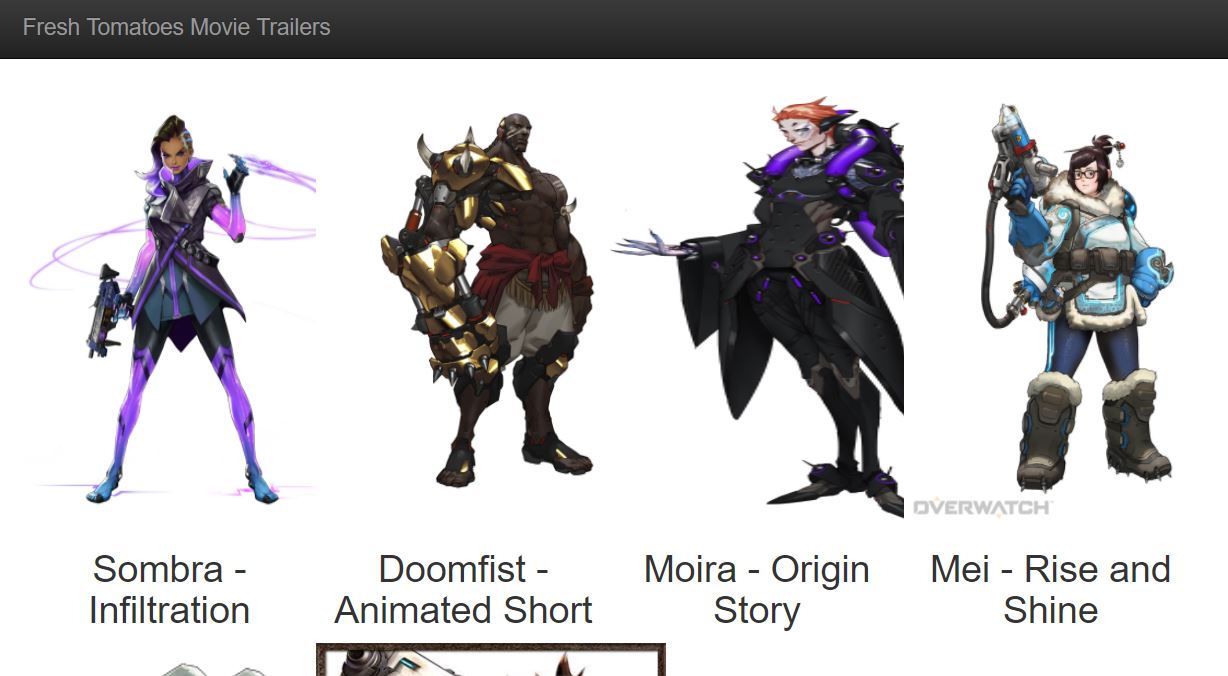 Fresh Tomatoes Movie Trailers
OVERWATCH
Sombra -
Infiltration
Doomfist -
Animated Short
Moira - Origin
Story
Mei - Rise and
Shine